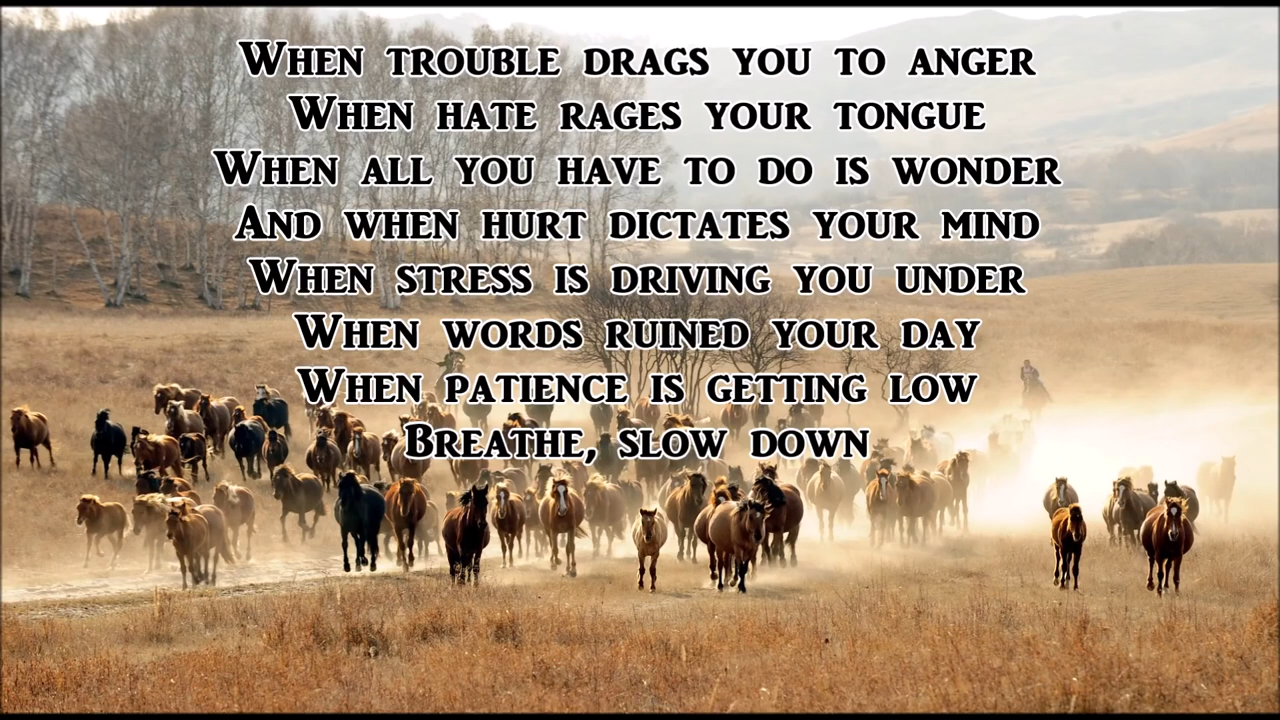 When trouble drags you to anger
When hate rages your tongue
When all you have to do is wonder
And when hurt dictates your mind
When stress is driving you under
When words ruined your day
When patience is getting low
Breathe, slow down